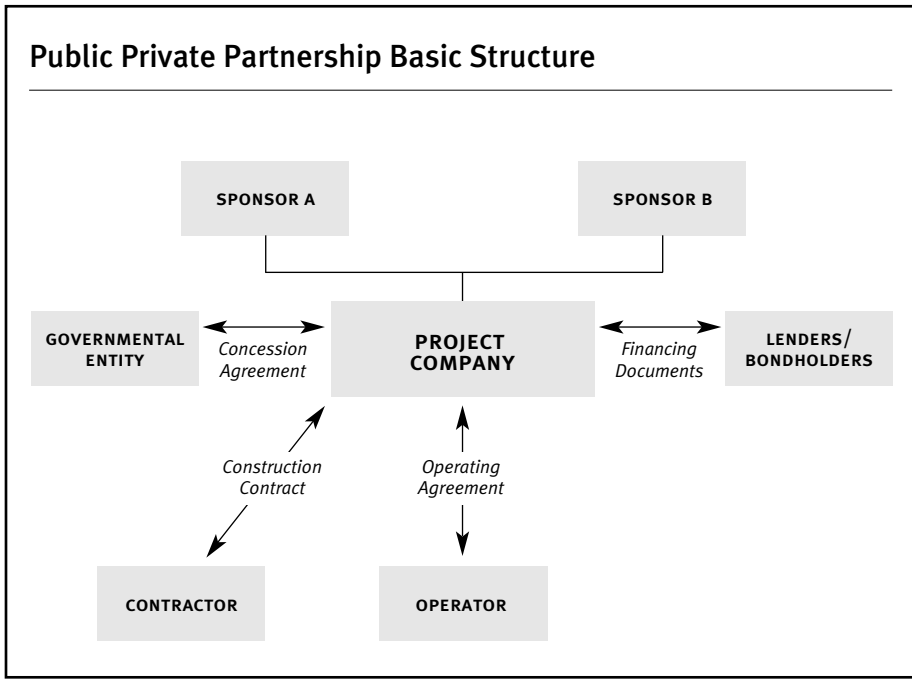 Public Private Partnership Basic Structure
SPONSOR A
SPONSOR B
GOVERNMENTAL
ENTITY
Concession
Agreement
PROJECT
COMPANY
Financing
Documents
LENDERS/
BONDHOLDERS
Construction
Contract
Operating
Agreement
CONTRACTOR
OPERATOR